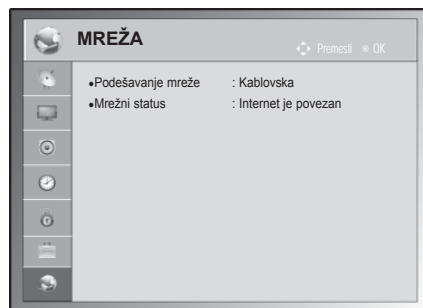 MREŽA
Premesti OK
•Podešavanje mreže : Kablovska
•Mrežni status : Internet je povezan